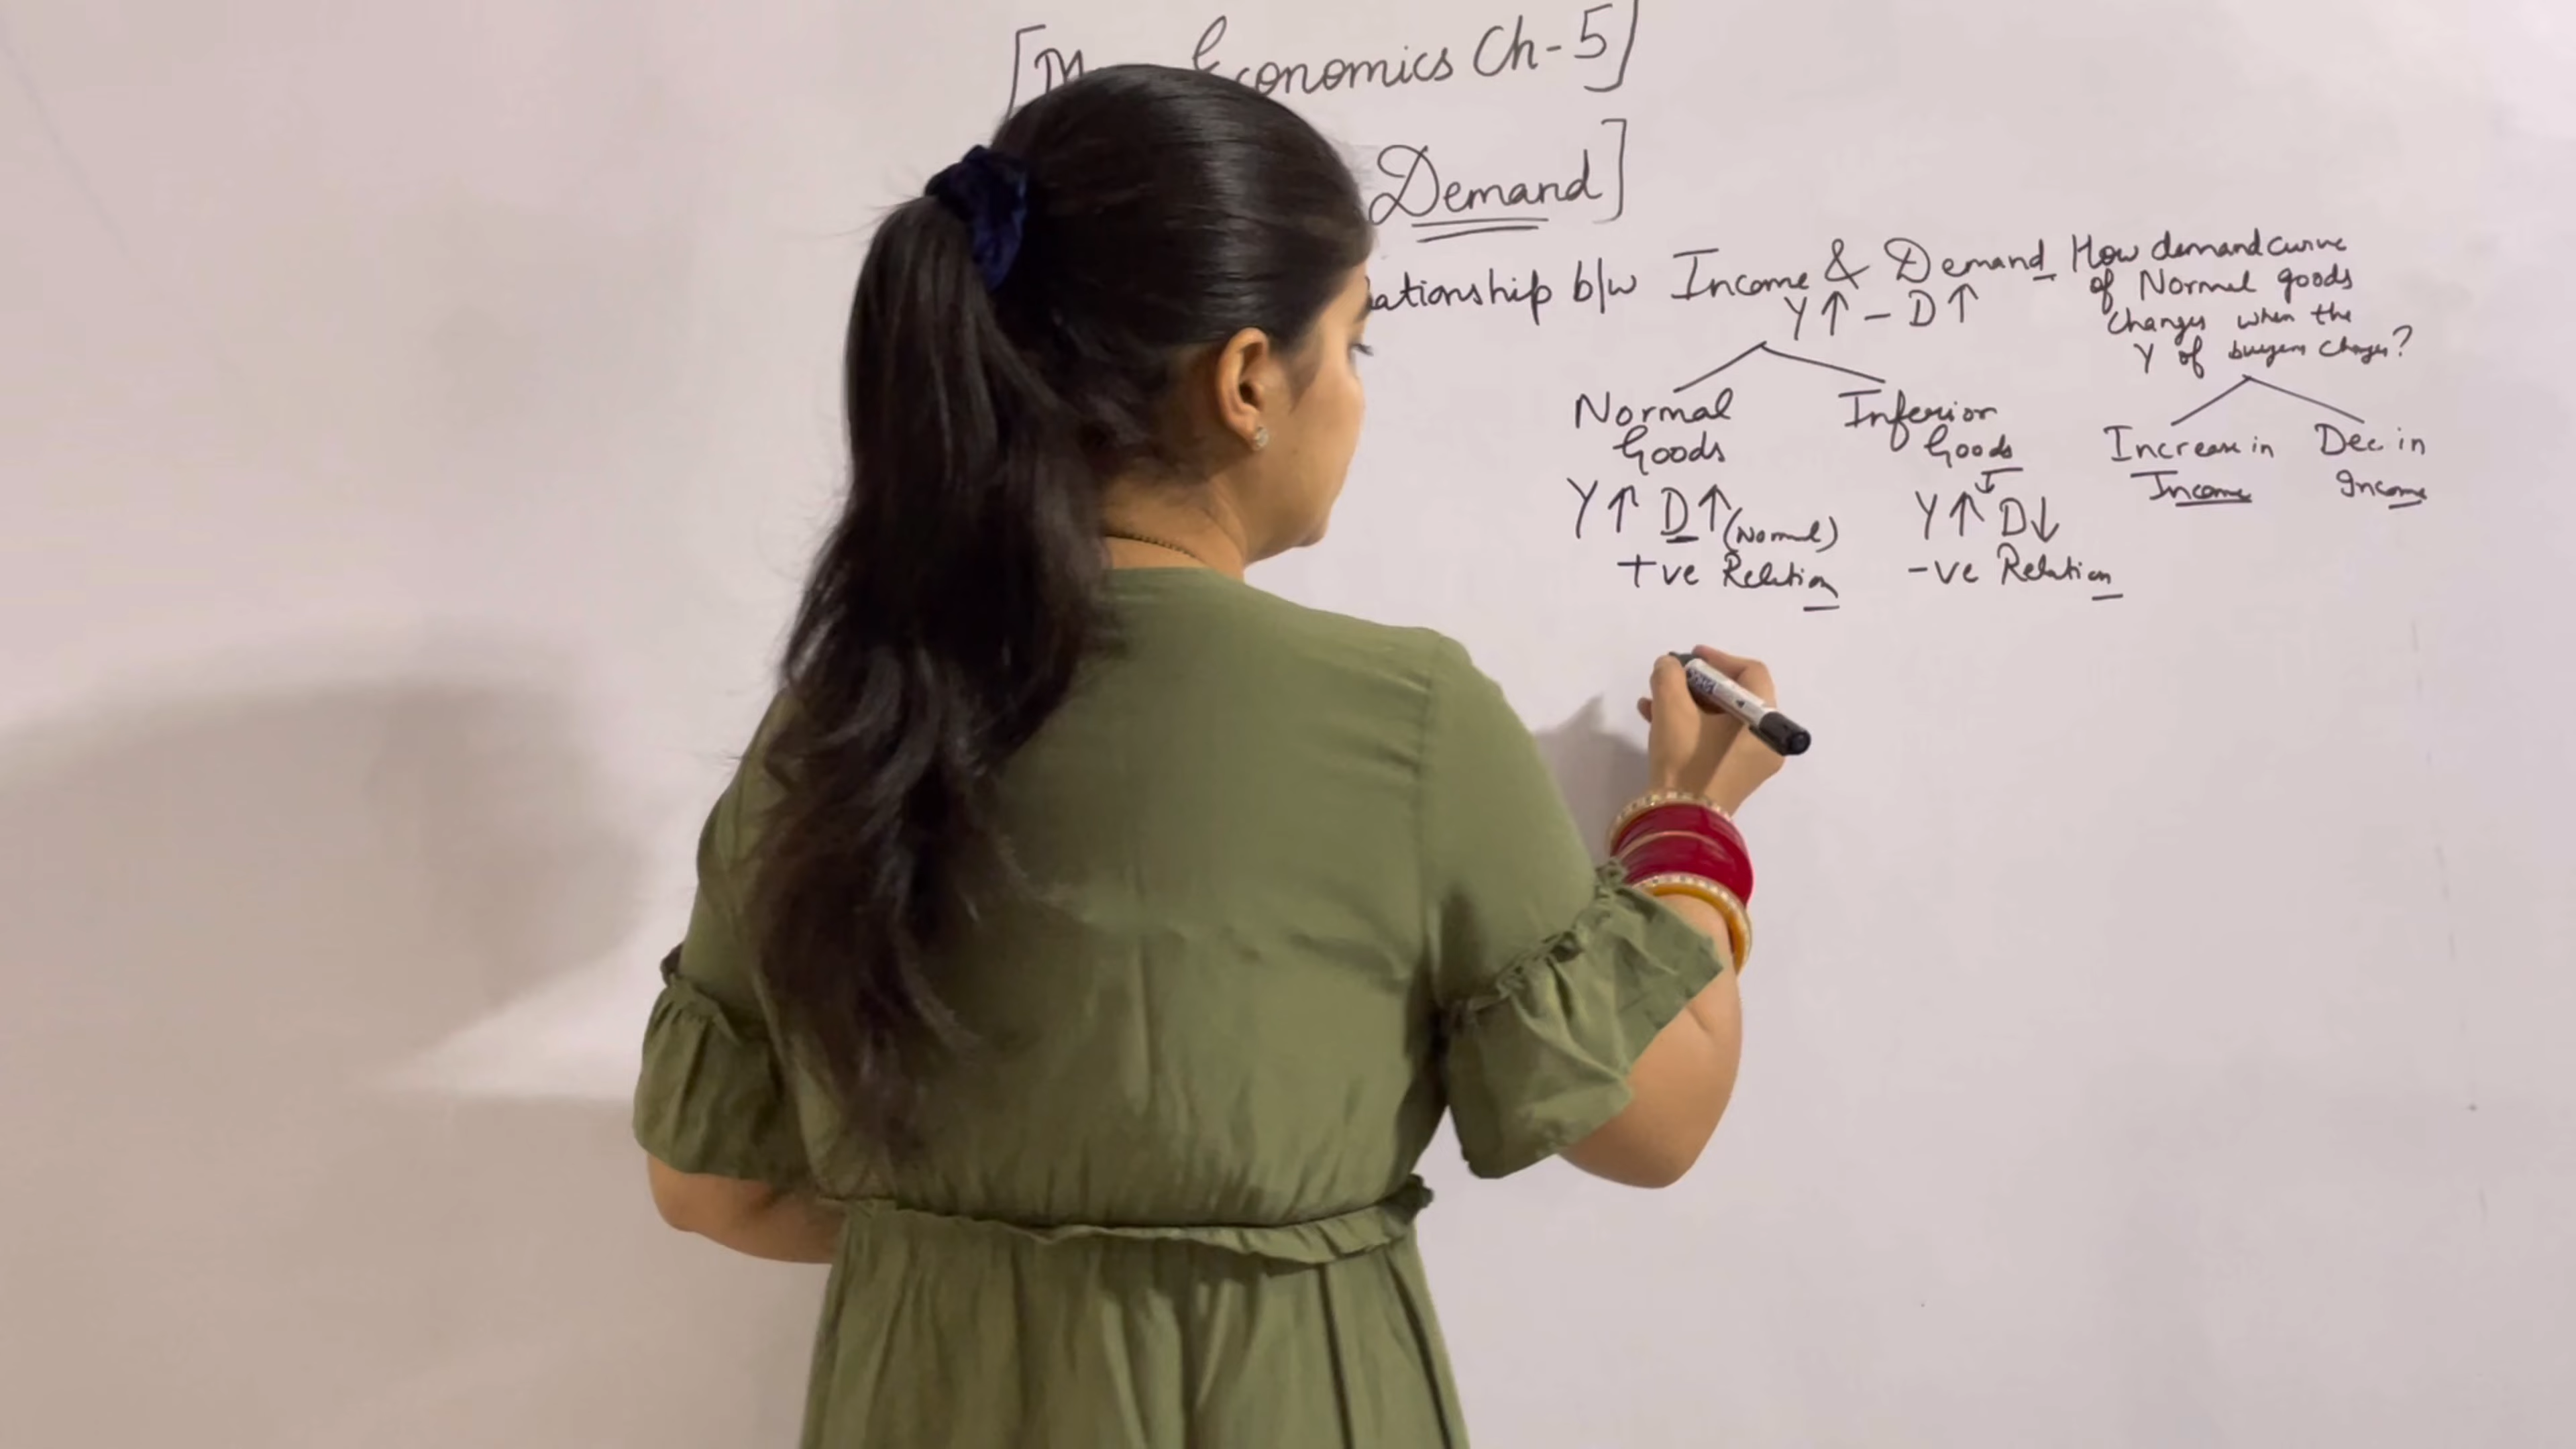 Economics Ch-5]
Demand]
ationship b/w Income & Demand
Y↑ - D↑
Normal Goods
Y↑ D↑ (Normal)
+ve Relation
Inferior Goods
Y↑ D↓
-ve Relation
How demand curve
of Normal goods
changes when the
Y of buyers changes?
Increase in
Income
Dec in
Income